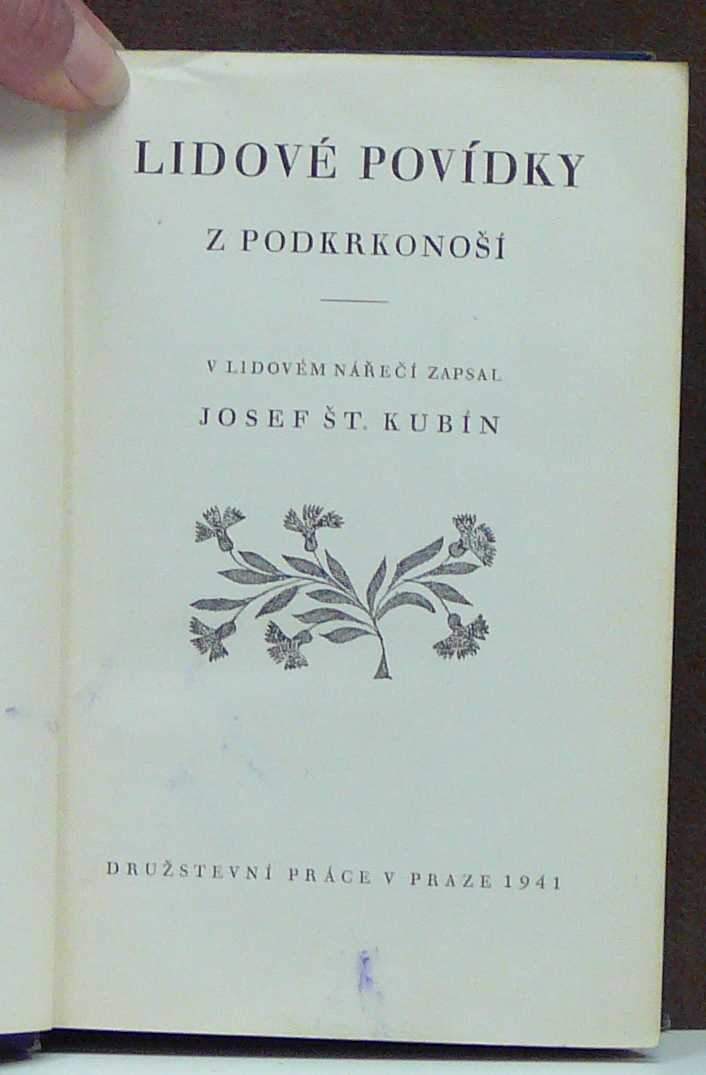 LIDOVÉ POVÍDKY
Z PODKRKONOŠÍ
V LIDOVÉM NÁŘEČÍ ZAPSAL
JOSEF ŠT. KUBÍN
DRUŽSTEVNÍ PRÁCE V PRAZE 1941